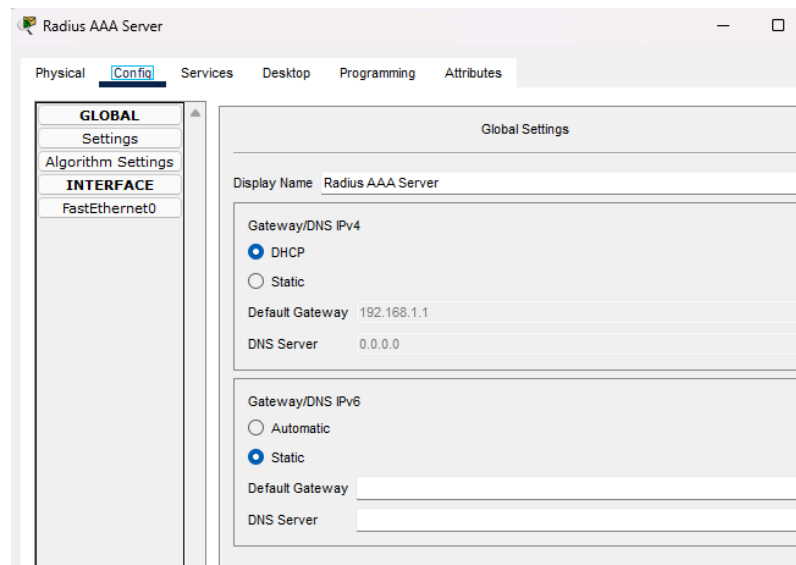 Radius AAA Server
Physical Config Services Desktop Programming Attributes
GLOBAL
Settings
Algorithm Settings
INTERFACE
FastEthernet0
Global Settings
Display Name Radius AAA Server
Gateway/DNS IPv4
DHCP
Static
Default Gateway 192.168.1.1
DNS Server 0.0.0.0
Gateway/DNS IPv6
Automatic
Static
Default Gateway
DNS Server